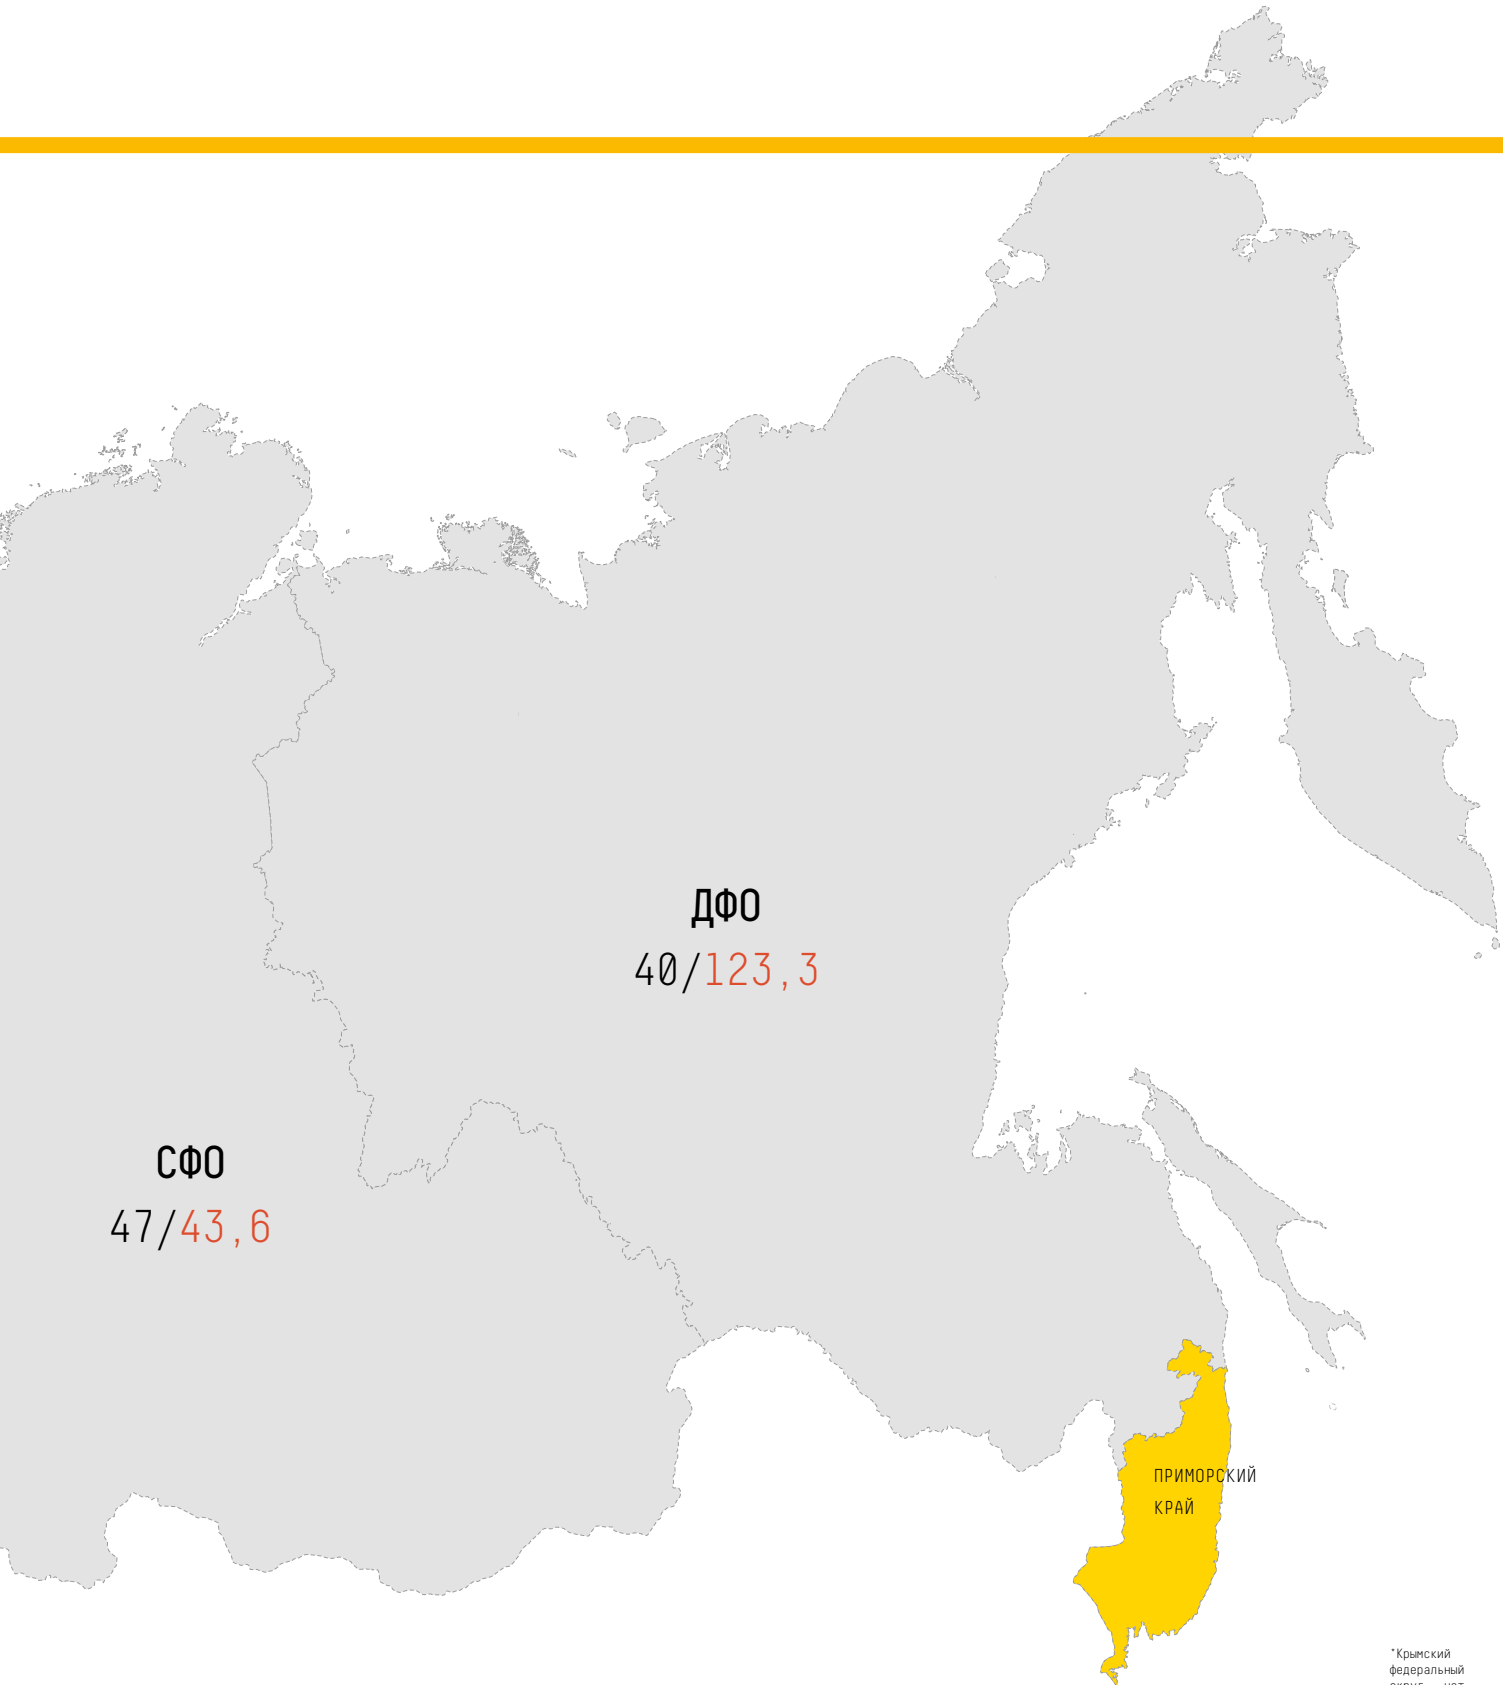 ДФО
40/123,3
СФО
47/43,6
ПРИМОРСКИЙ
КРАЙ
*Крымский
федеральный